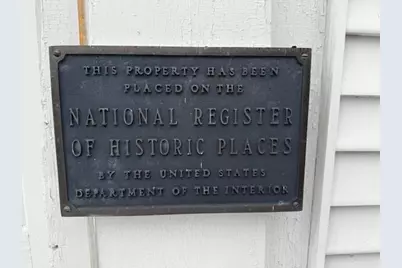 THIS PROPERTY HAS BEEN
PLACED ON THE
NATIONAL REGISTER
OF HISTORIC PLACES
BY THE UNITED STATES
DEPARTMENT OF THE INTERIOR